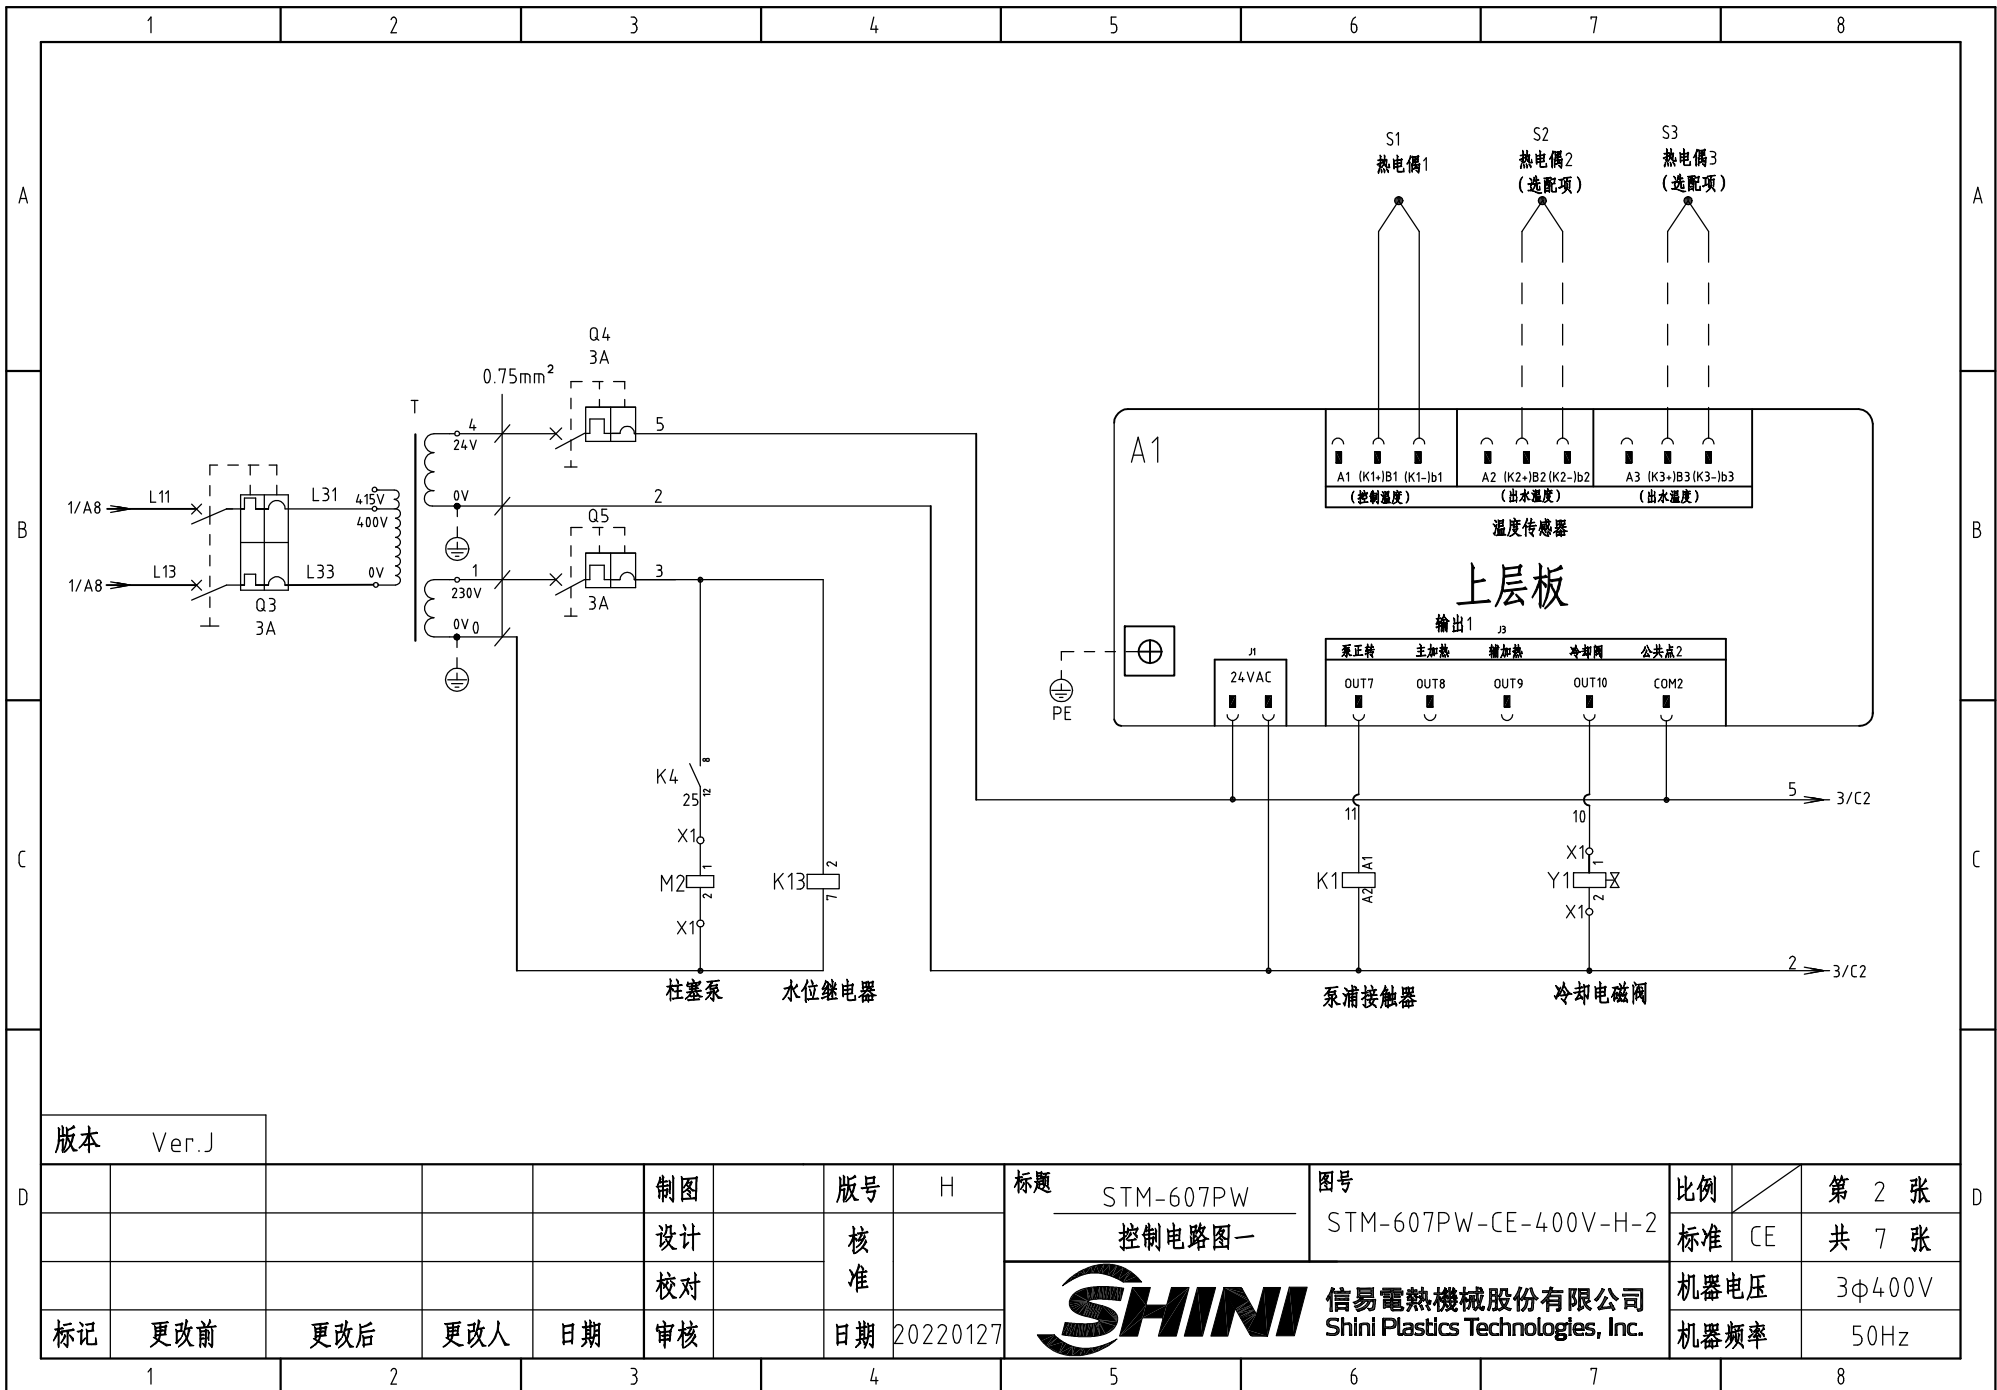 1 2 3 4 5 6 7 8
A A
B B
C C
D D
S1
热电偶1
S2
热电偶2
(选配项)
S3
热电偶3
(选配项)
Q4
3A
0.75mm²
T
4
24V
5
0V
2
1/A8 L11
L31
415V
400V
1/A8 L13
L33
0V
Q3
3A
Q5
3A
1
230V
3
0V 0
A1
A1 (K1+)B1 (K1-)b1
(控制温度)
A2 (K2+)B2 (K2-)b2
(出水温度)
A3 (K3+)B3 (K3-)b3
(出水温度)
温度传感器
上层板
输出1 J3
泵正转 主加热 辅加热 冷却阀 公共点2
OUT7 OUT8 OUT9 OUT10 COM2
J1
24VAC
PE
K4
8
12
25
X1
M2
1
2
X1
柱塞泵
K13
2
7
水位继电器
5 3/C2
11
K1
A1
A2
泵浦接触器
10
X1
Y1
1
2
X1
冷却电磁阀
2 3/C2
版本 Ver.J
制图
设计
校对
审核
版号 H
核
准
日期 20220127
标记 更改前 更改后 更改人 日期
标题
STM-607PW
控制电路图一
图号
STM-607PW-CE-400V-H-2
比例
第 2 张
标准 CE
共 7 张
机器电压 3φ400V
机器频率 50Hz
SHINI
信易電熱機械股份有限公司
Shini Plastics Technologies, Inc.
1 2 3 4 5 6 7 8